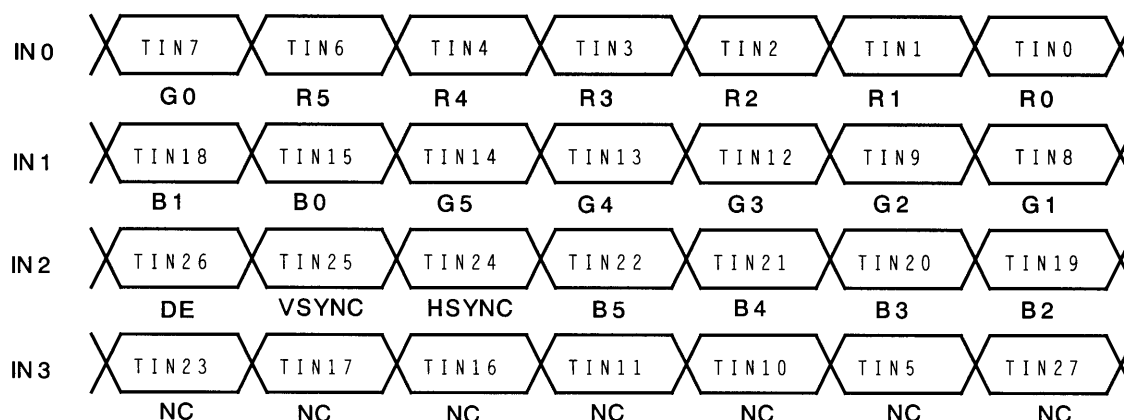 IN0 TIN7 TIN6 TIN4 TIN3 TIN2 TIN1 TIN0
G0 R5 R4 R3 R2 R1 R0
IN1 TIN18 TIN15 TIN14 TIN13 TIN12 TIN9 TIN8
B1 B0 G5 G4 G3 G2 G1
IN2 TIN26 TIN25 TIN24 TIN22 TIN21 TIN20 TIN19
DE VSYNC HSYNC B5 B4 B3 B2
IN3 TIN23 TIN17 TIN16 TIN11 TIN10 TIN5 TIN27
NC NC NC NC NC NC NC